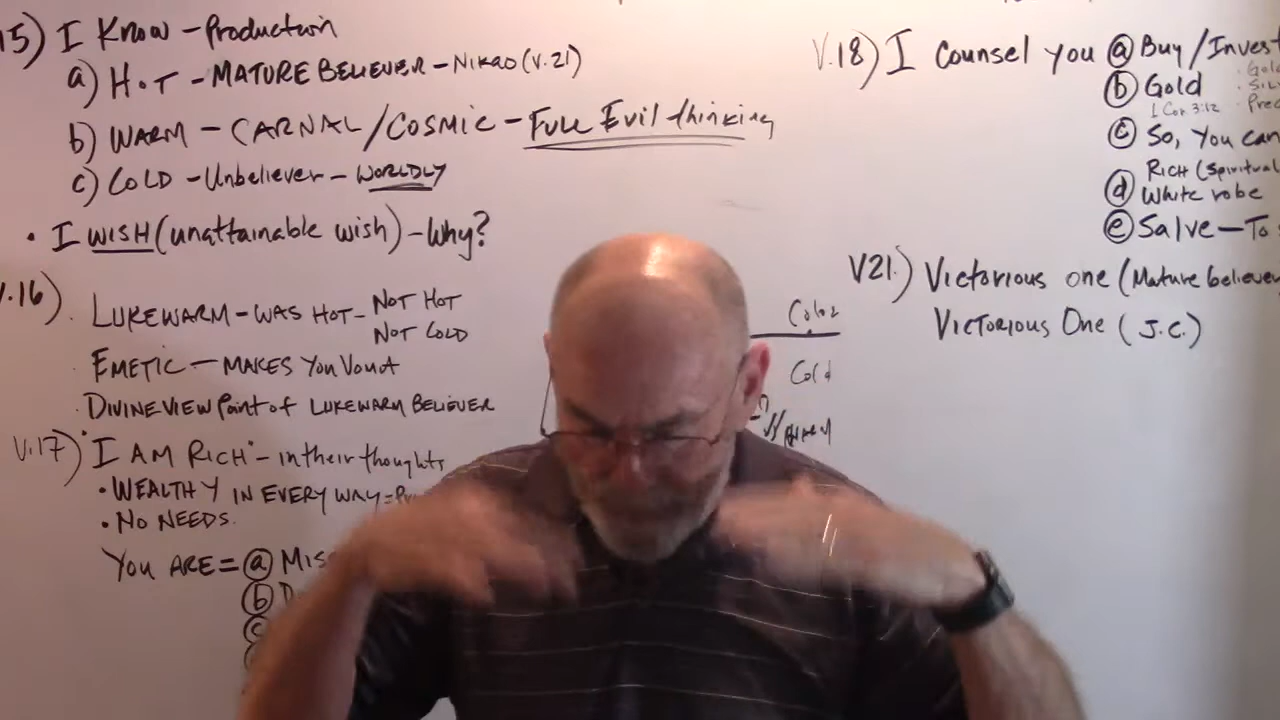 15) I Know - Production
a) HOT - MATURE BELIEVER - Nikao (V.21)
b) WARM - CARNAL/COSMIC - Full Evil thinking
c) COLD - Unbeliever - WORLDLY
• I WISH (unattainable wish) - Why?
V.16) LUKEWARM - WAS HOT - NOT HOT
NOT COLD
EMETIC - MAKES YOU Vomit
DIVINE VIEW Point of LUKEWARM BELIEVER
V.17) "I AM RICH" - in their thoughts
• WEALTHY IN EVERY WAY =
• NO NEEDS.
YOU ARE = a
b
c
Cold
V.18) I Counsel you a Buy/Invest
b Gold
1 Cor 3:12
c So, You can
RICH (Spiritual
d White robe
e Salve - To
V21.) Victorious one (Mature believer
Victorious One (J.C.)